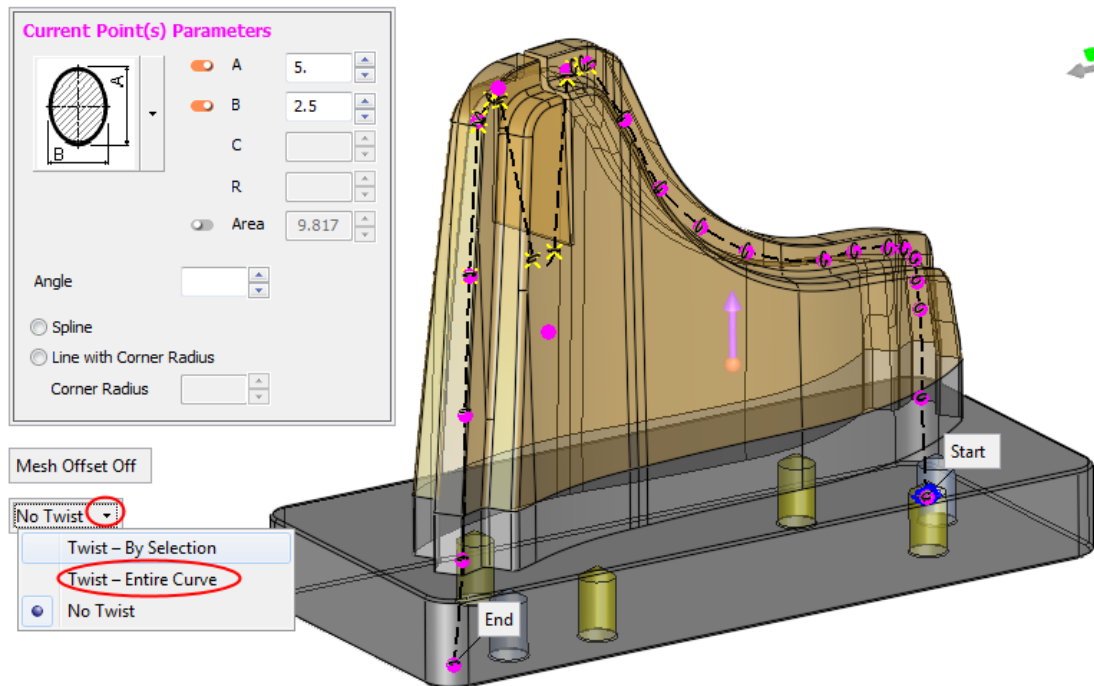 Current Point(s) Parameters
A
B
A 5.
B 2.5
C
R
Area 9.817
Angle
Spline
Line with Corner Radius
Corner Radius
Mesh Offset Off
No Twist
Twist – By Selection
Twist – Entire Curve
No Twist
Start
End